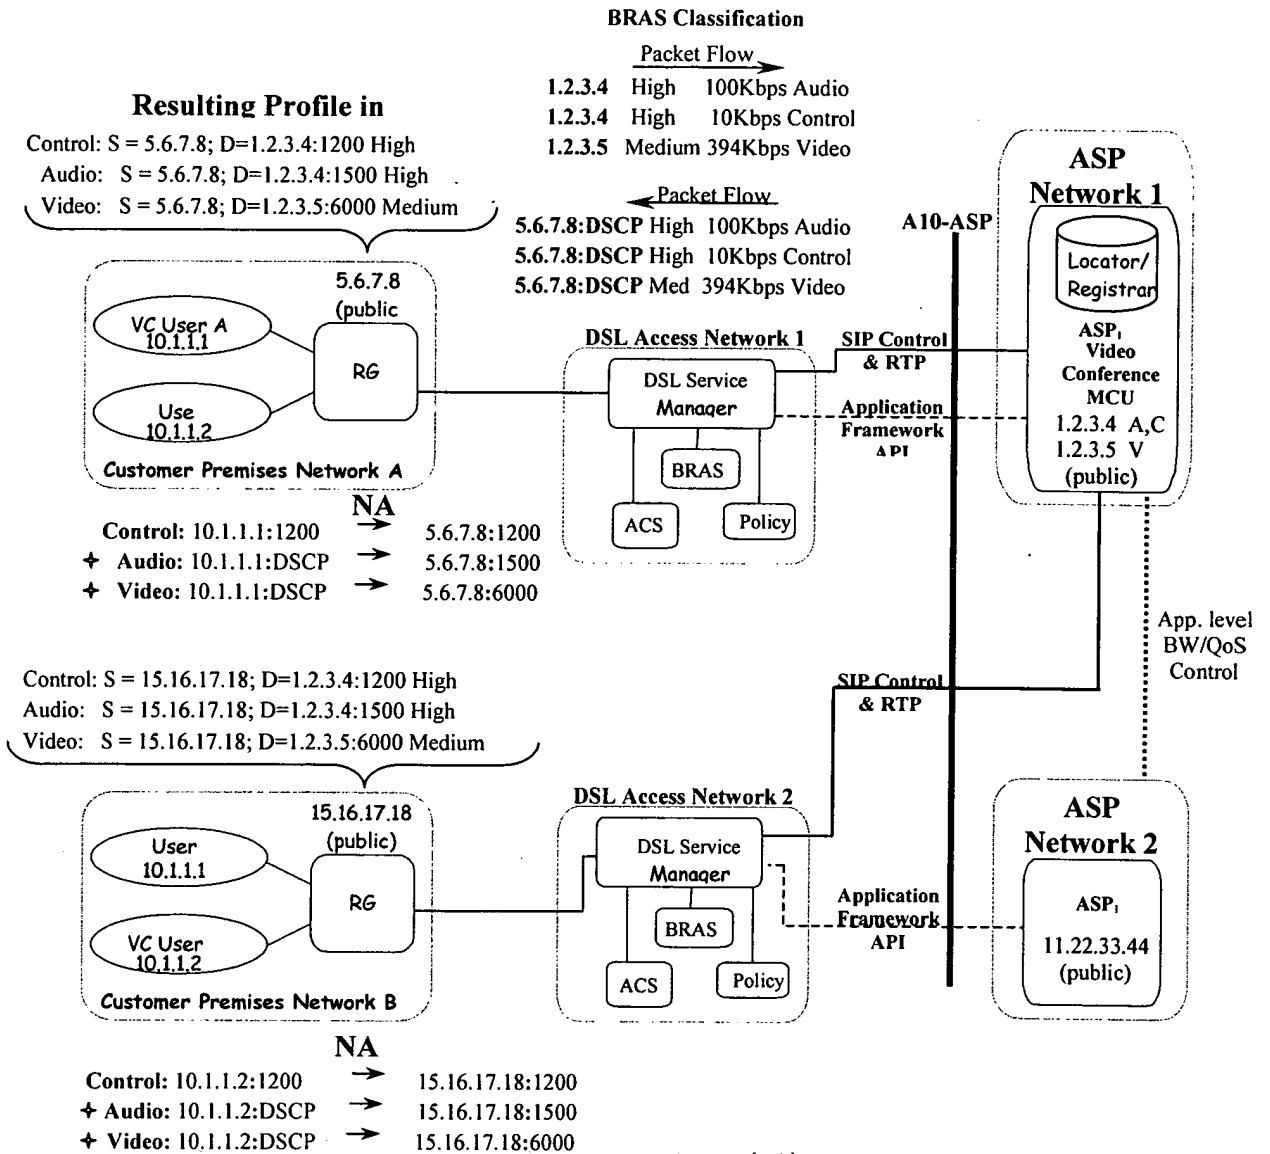 BRAS Classification
Packet Flow
1.2.3.4 High 100Kbps Audio
1.2.3.4 High 10Kbps Control
1.2.3.5 Medium 394Kbps Video
Packet Flow
5.6.7.8:DSCP High 100Kbps Audio
5.6.7.8:DSCP High 10Kbps Control
5.6.7.8:DSCP Med 394Kbps Video
Resulting Profile in
Control: S = 5.6.7.8; D=1.2.3.4:1200 High
Audio: S = 5.6.7.8; D=1.2.3.4:1500 High
Video: S = 5.6.7.8; D=1.2.3.5:6000 Medium
5.6.7.8
(public
VC User A
10.1.1.1
RG
Use
10.1.1.2
Customer Premises Network A
DSL Access Network 1
DSL Service
Manager
BRAS
ACS
Policy
A10-ASP
SIP Control
& RTP
Application
Framework
API
ASP
Network 1
Locator/
Registrar
ASP₁
Video
Conference
MCU
1.2.3.4 A,C
1.2.3.5 V
(public)
NA
Control: 10.1.1.1:1200 → 5.6.7.8:1200
✦ Audio: 10.1.1.1:DSCP → 5.6.7.8:1500
✦ Video: 10.1.1.1:DSCP → 5.6.7.8:6000
App. level
BW/QoS
Control
Control: S = 15.16.17.18; D=1.2.3.4:1200 High
Audio: S = 15.16.17.18; D=1.2.3.4:1500 High
Video: S = 15.16.17.18; D=1.2.3.5:6000 Medium
SIP Control
& RTP
15.16.17.18
(public)
User
10.1.1.1
RG
VC User
10.1.1.2
Customer Premises Network B
DSL Access Network 2
DSL Service
Manager
BRAS
ACS
Policy
Application
Framework
API
ASP
Network 2
ASP₁
11.22.33.44
(public)
NA
Control: 10.1.1.2:1200 → 15.16.17.18:1200
✦ Audio: 10.1.1.2:DSCP → 15.16.17.18:1500
✦ Video: 10.1.1.2:DSCP → 15.16.17.18:6000